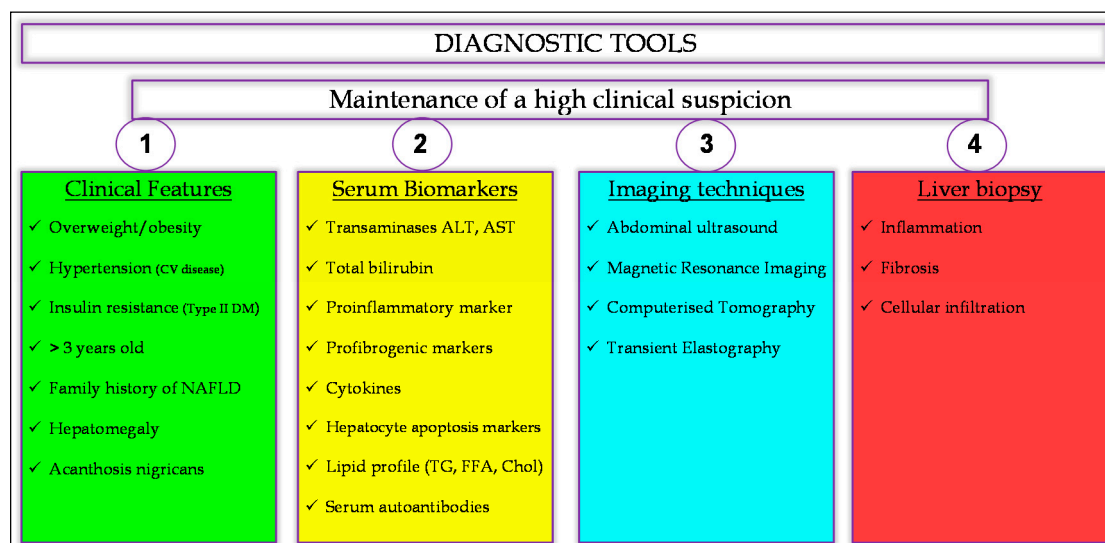 DIAGNOSTIC TOOLS
Maintenance of a high clinical suspicion
1
2
3
4
Clinical Features
✓ Overweight/obesity
✓ Hypertension (CV disease)
✓ Insulin resistance (Type II DM)
✓ > 3 years old
✓ Family history of NAFLD
✓ Hepatomegaly
✓ Acanthosis nigricans
Serum Biomarkers
✓ Transaminases ALT, AST
✓ Total bilirubin
✓ Proinflammatory marker
✓ Profibrogenic markers
✓ Cytokines
✓ Hepatocyte apoptosis markers
✓ Lipid profile (TG, FFA, Chol)
✓ Serum autoantibodies
Imaging techniques
✓ Abdominal ultrasound
✓ Magnetic Resonance Imaging
✓ Computerised Tomography
✓ Transient Elastography
Liver biopsy
✓ Inflammation
✓ Fibrosis
✓ Cellular infiltration